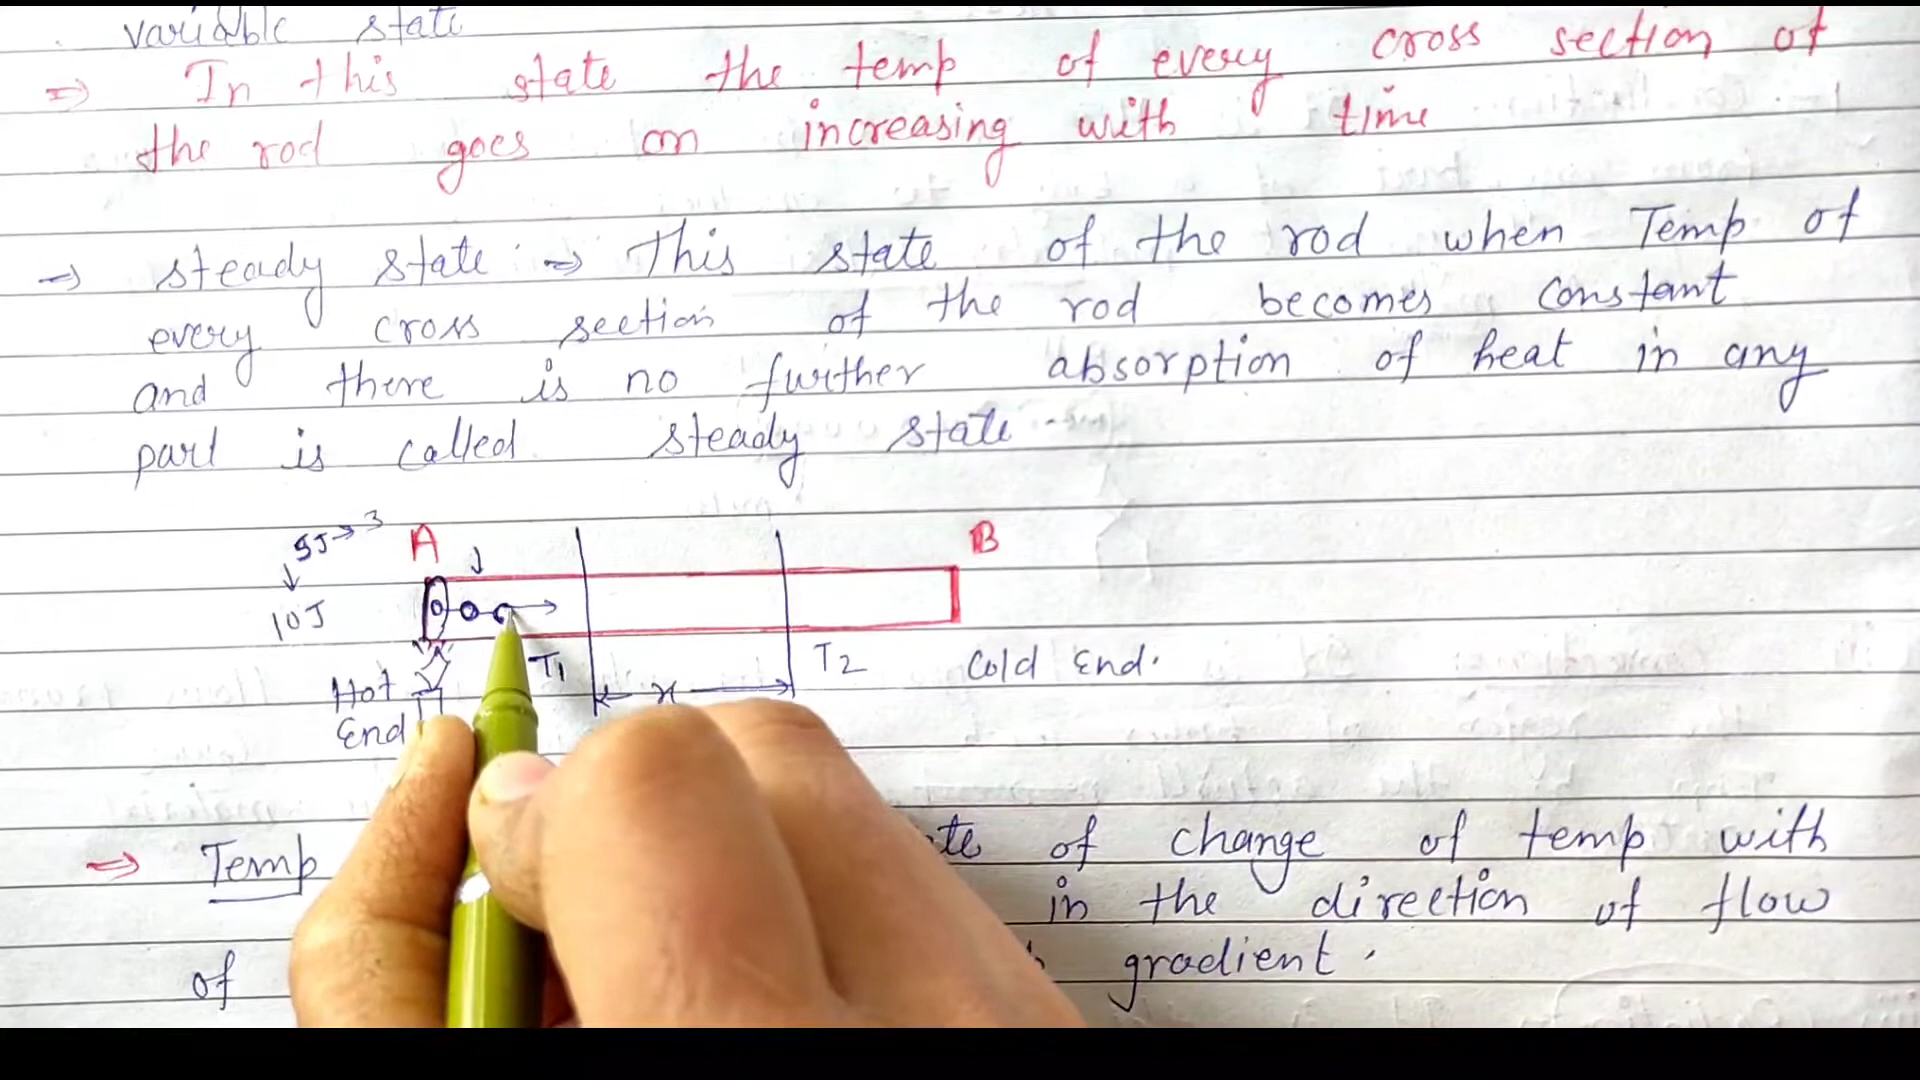 variable state
⇒ In this state the temp of every cross section of
the rod goes on increasing with time
→ steady state :→ This state of the rod when Temp of
every cross section of the rod becomes constant
and there is no further absorption of heat in any
part is called steady state
5J → 3
A
B
↓
10J
T1
T2
Cold End.
Hot
End
x
⇒ Temp of change of temp with
in the direction of flow
of gradient.